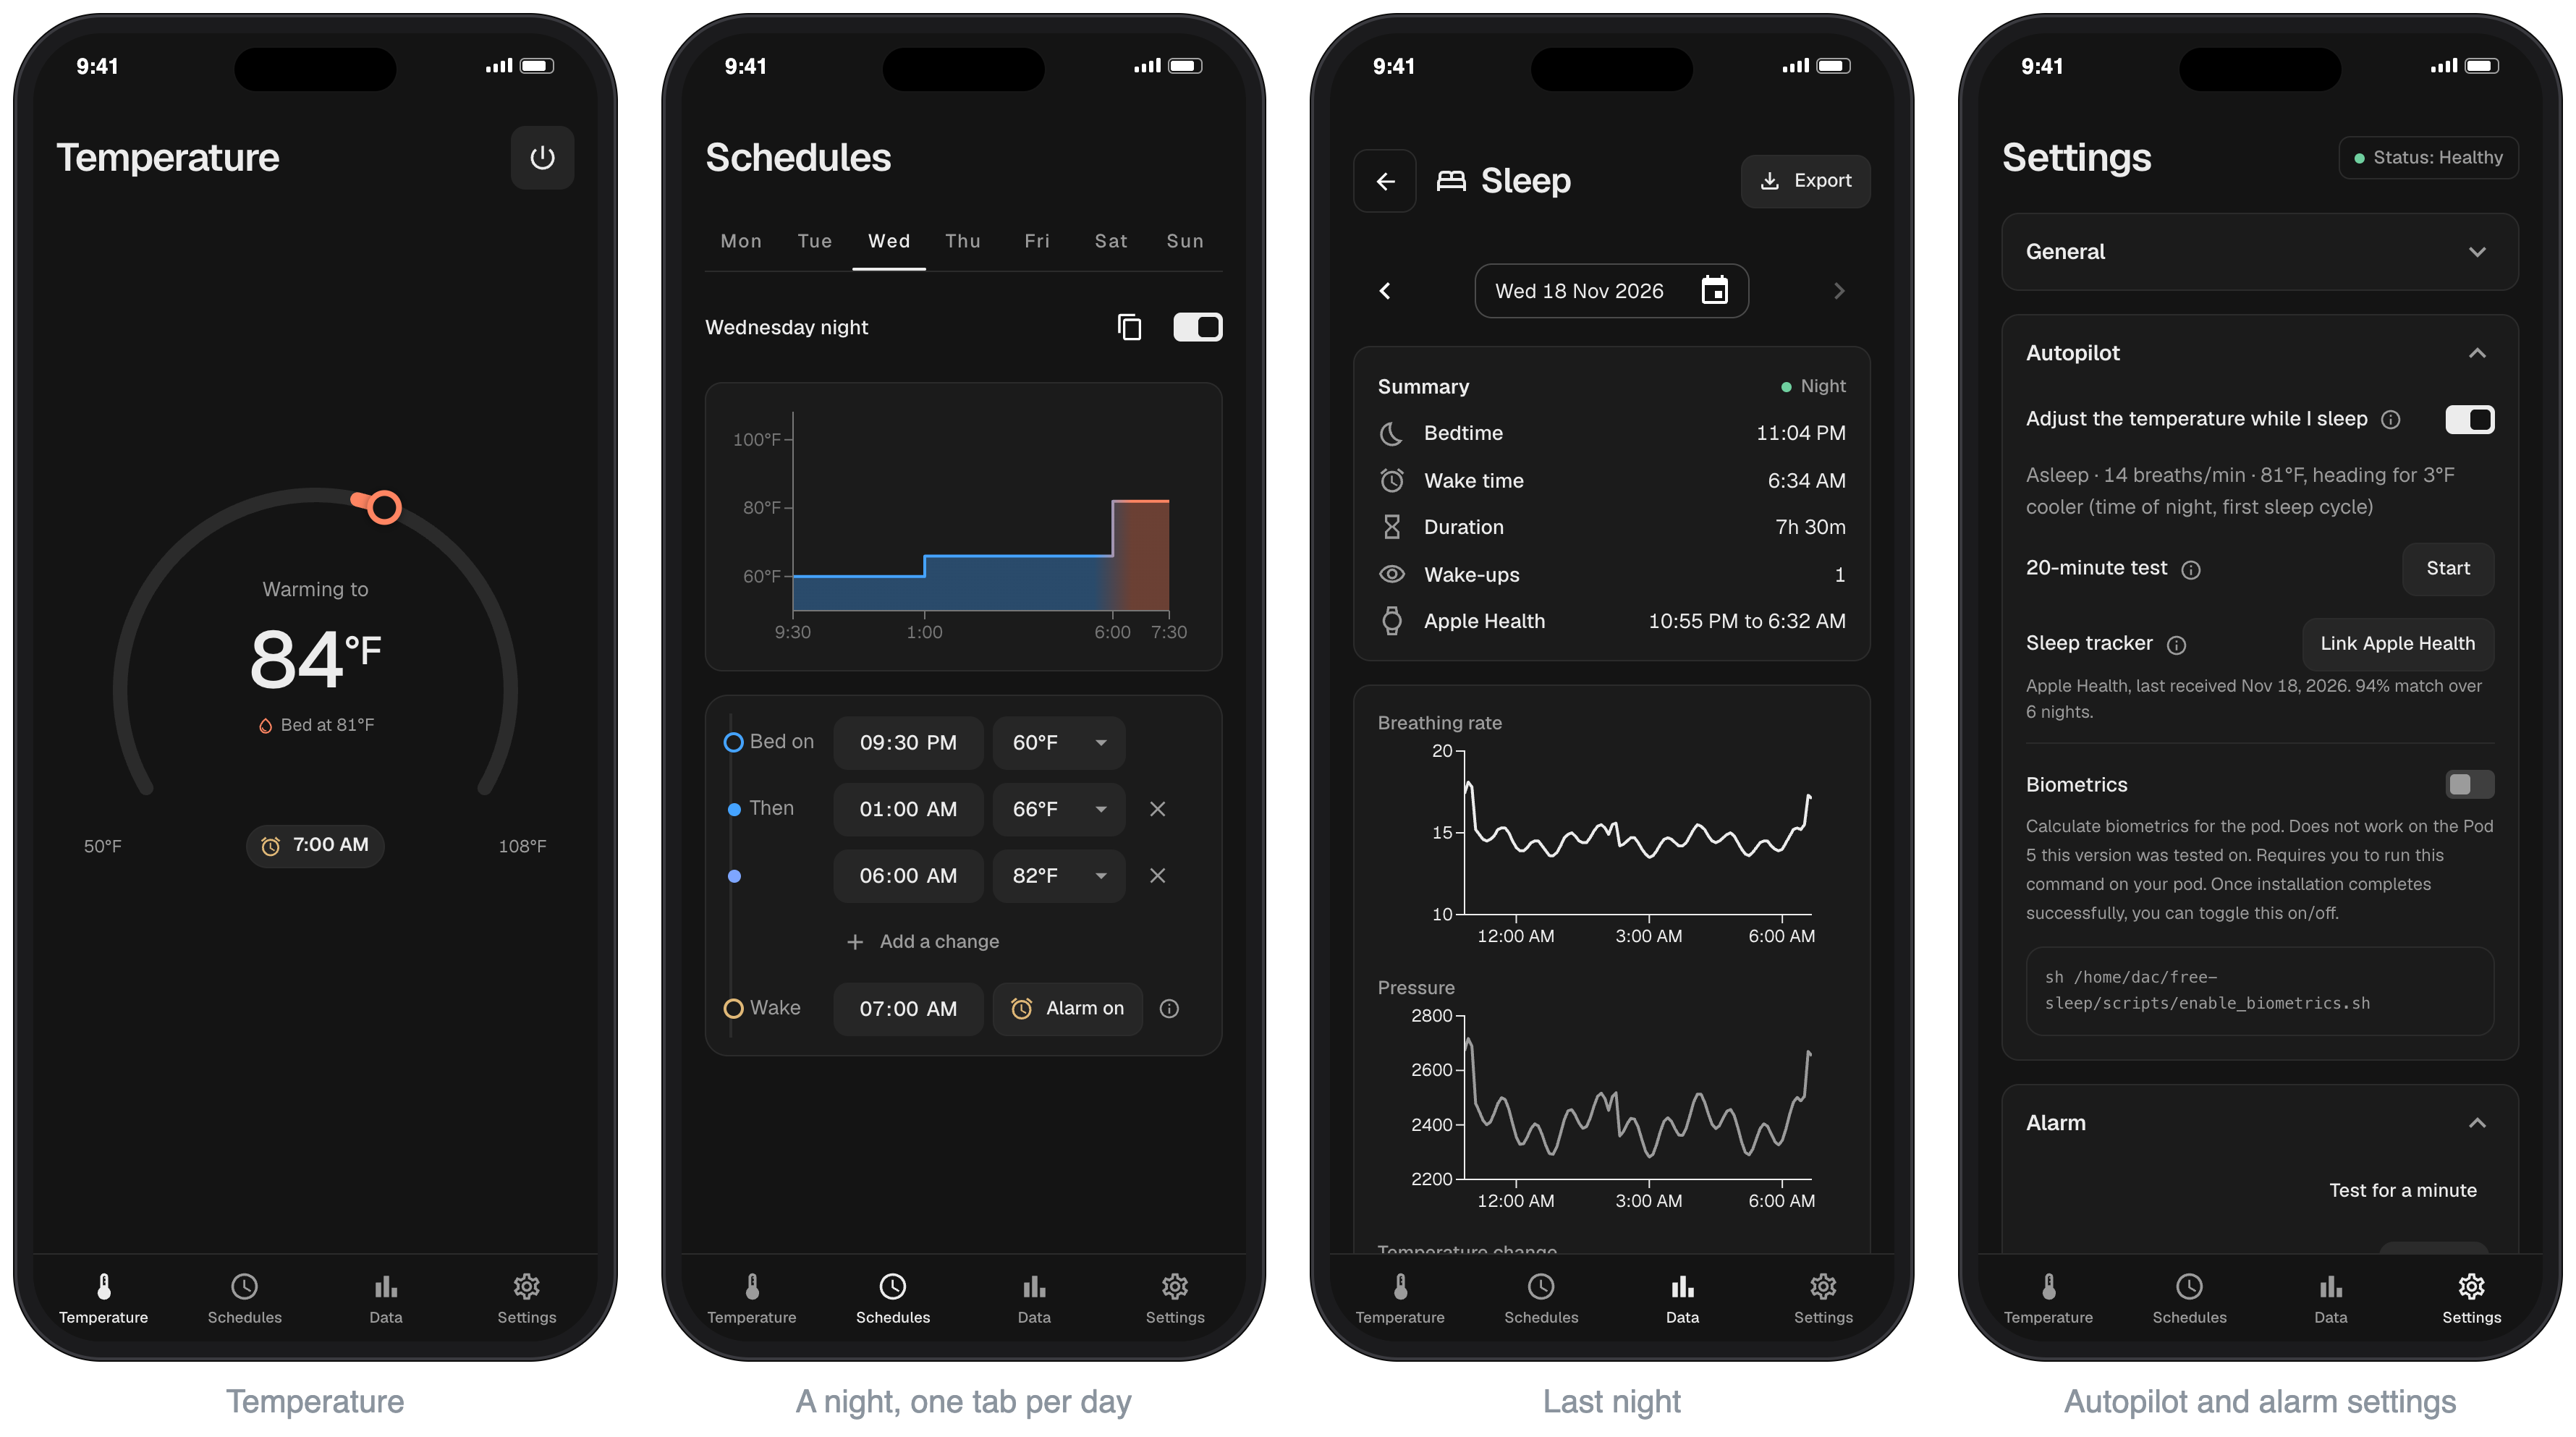 9:41
Temperature
Warming to
84°F
Bed at 81°F
50°F
7:00 AM
108°F
Temperature
Schedules
Data
Settings
Temperature
9:41
Schedules
Mon Tue Wed Thu Fri Sat Sun
Wednesday night
100°F
80°F
60°F
9:30 1:00 6:00 7:30
Bed on 09:30 PM 60°F
Then 01:00 AM 66°F
06:00 AM 82°F
Add a change
Wake 07:00 AM Alarm on
Temperature
Schedules
Data
Settings
A night, one tab per day
9:41
Sleep
Export
Wed 18 Nov 2026
Summary
Night
Bedtime 11:04 PM
Wake time 6:34 AM
Duration 7h 30m
Wake-ups 1
Apple Health 10:55 PM to 6:32 AM
Breathing rate
20
15
10
12:00 AM 3:00 AM 6:00 AM
Pressure
2800
2600
2400
2200
12:00 AM 3:00 AM 6:00 AM
Temperature change
Temperature
Schedules
Data
Settings
Last night
9:41
Settings
Status: Healthy
General
Autopilot
Adjust the temperature while I sleep
Asleep · 14 breaths/min · 81°F, heading for 3°F
cooler (time of night, first sleep cycle)
20-minute test
Start
Sleep tracker
Link Apple Health
Apple Health, last received Nov 18, 2026. 94% match over
6 nights.
Biometrics
Calculate biometrics for the pod. Does not work on the Pod
5 this version was tested on. Requires you to run this
command on your pod. Once installation completes
successfully, you can toggle this on/off.
sh /home/dac/free-
sleep/scripts/enable_biometrics.sh
Alarm
Test for a minute
Temperature
Schedules
Data
Settings
Autopilot and alarm settings